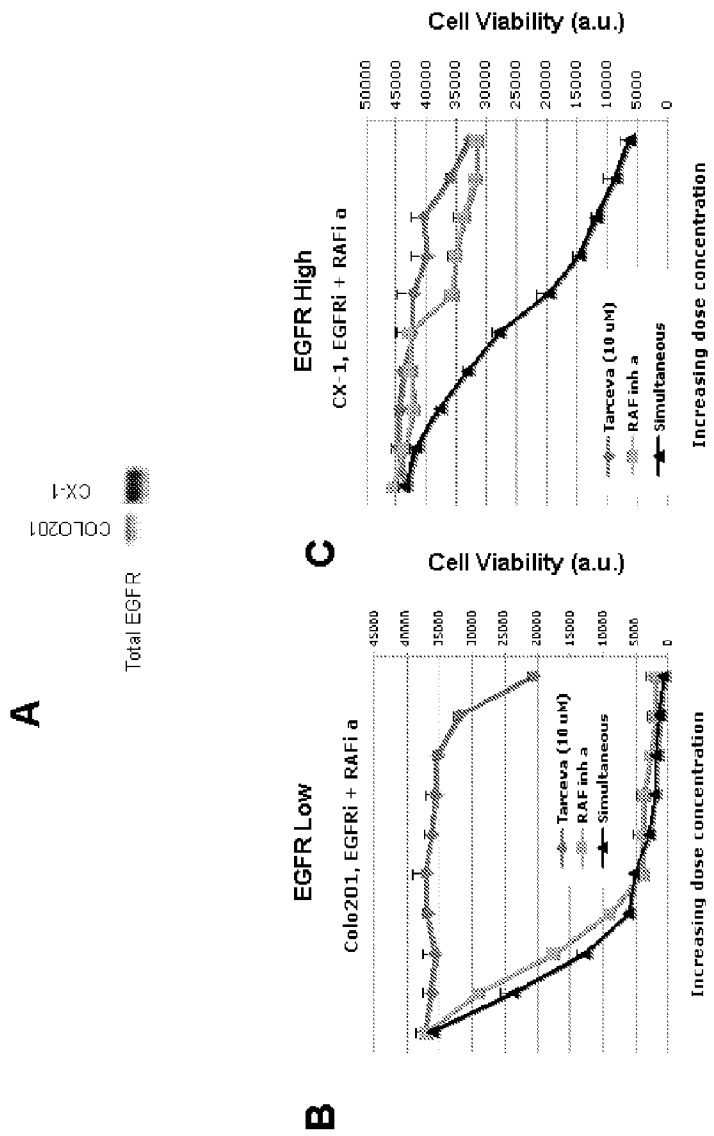 A
COLO201
CX-1
Total EGFR
B
EGFR Low
Colo201, EGFRi + RAFi a
45000
40000
35000
30000
25000
20000
15000
10000
5000
0
Cell Viability (a.u.)
Tarceva (10 uM)
RAF inh a
Simultaneous
Increasing dose concentration
C
EGFR High
CX-1, EGFRi + RAFi a
50000
45000
40000
35000
30000
25000
20000
15000
10000
5000
0
Cell Viability (a.u.)
Tarceva (10 uM)
RAF inh a
Simultaneous
Increasing dose concentration